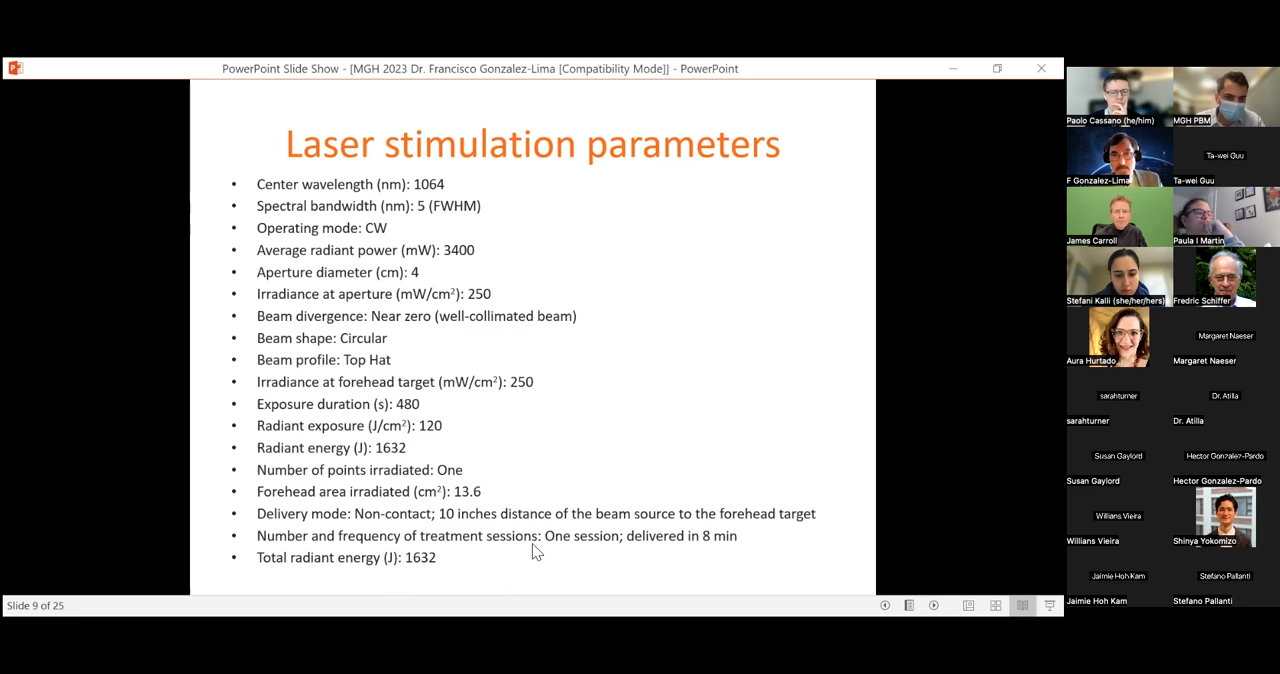 PowerPoint Slide Show - [MGH 2023 Dr. Francisco Gonzalez-Lima [Compatibility Mode]] - PowerPoint
Laser stimulation parameters
• Center wavelength (nm): 1064
• Spectral bandwidth (nm): 5 (FWHM)
• Operating mode: CW
• Average radiant power (mW): 3400
• Aperture diameter (cm): 4
• Irradiance at aperture (mW/cm²): 250
• Beam divergence: Near zero (well-collimated beam)
• Beam shape: Circular
• Beam profile: Top Hat
• Irradiance at forehead target (mW/cm²): 250
• Exposure duration (s): 480
• Radiant exposure (J/cm²): 120
• Radiant energy (J): 1632
• Number of points irradiated: One
• Forehead area irradiated (cm²): 13.6
• Delivery mode: Non-contact; 10 inches distance of the beam source to the forehead target
• Number and frequency of treatment sessions: One session; delivered in 8 min
• Total radiant energy (J): 1632
Slide 9 of 25
Paolo Cassano (he/him)
MGH PBM
F Gonzalez-Lima
Ta-wei Guu
Ta-wei Guu
James Carroll
Paula I Martin
Stefani Kalli (she/her/hers)
Fredric Schiffer
Aura Hurtado
Margaret Naeser
Margaret Naeser
sarahturner
sarahturner
Dr. Atilla
Dr. Atilla
Susan Gaylord
Susan Gaylord
Hector Gonzalez-Pardo
Hector Gonzalez-Pardo
Willians Vieira
Willians Vieira
Shinya Yokomizo
Jaimie Hoh Kam
Jaimie Hoh Kam
Stefano Pallanti
Stefano Pallanti